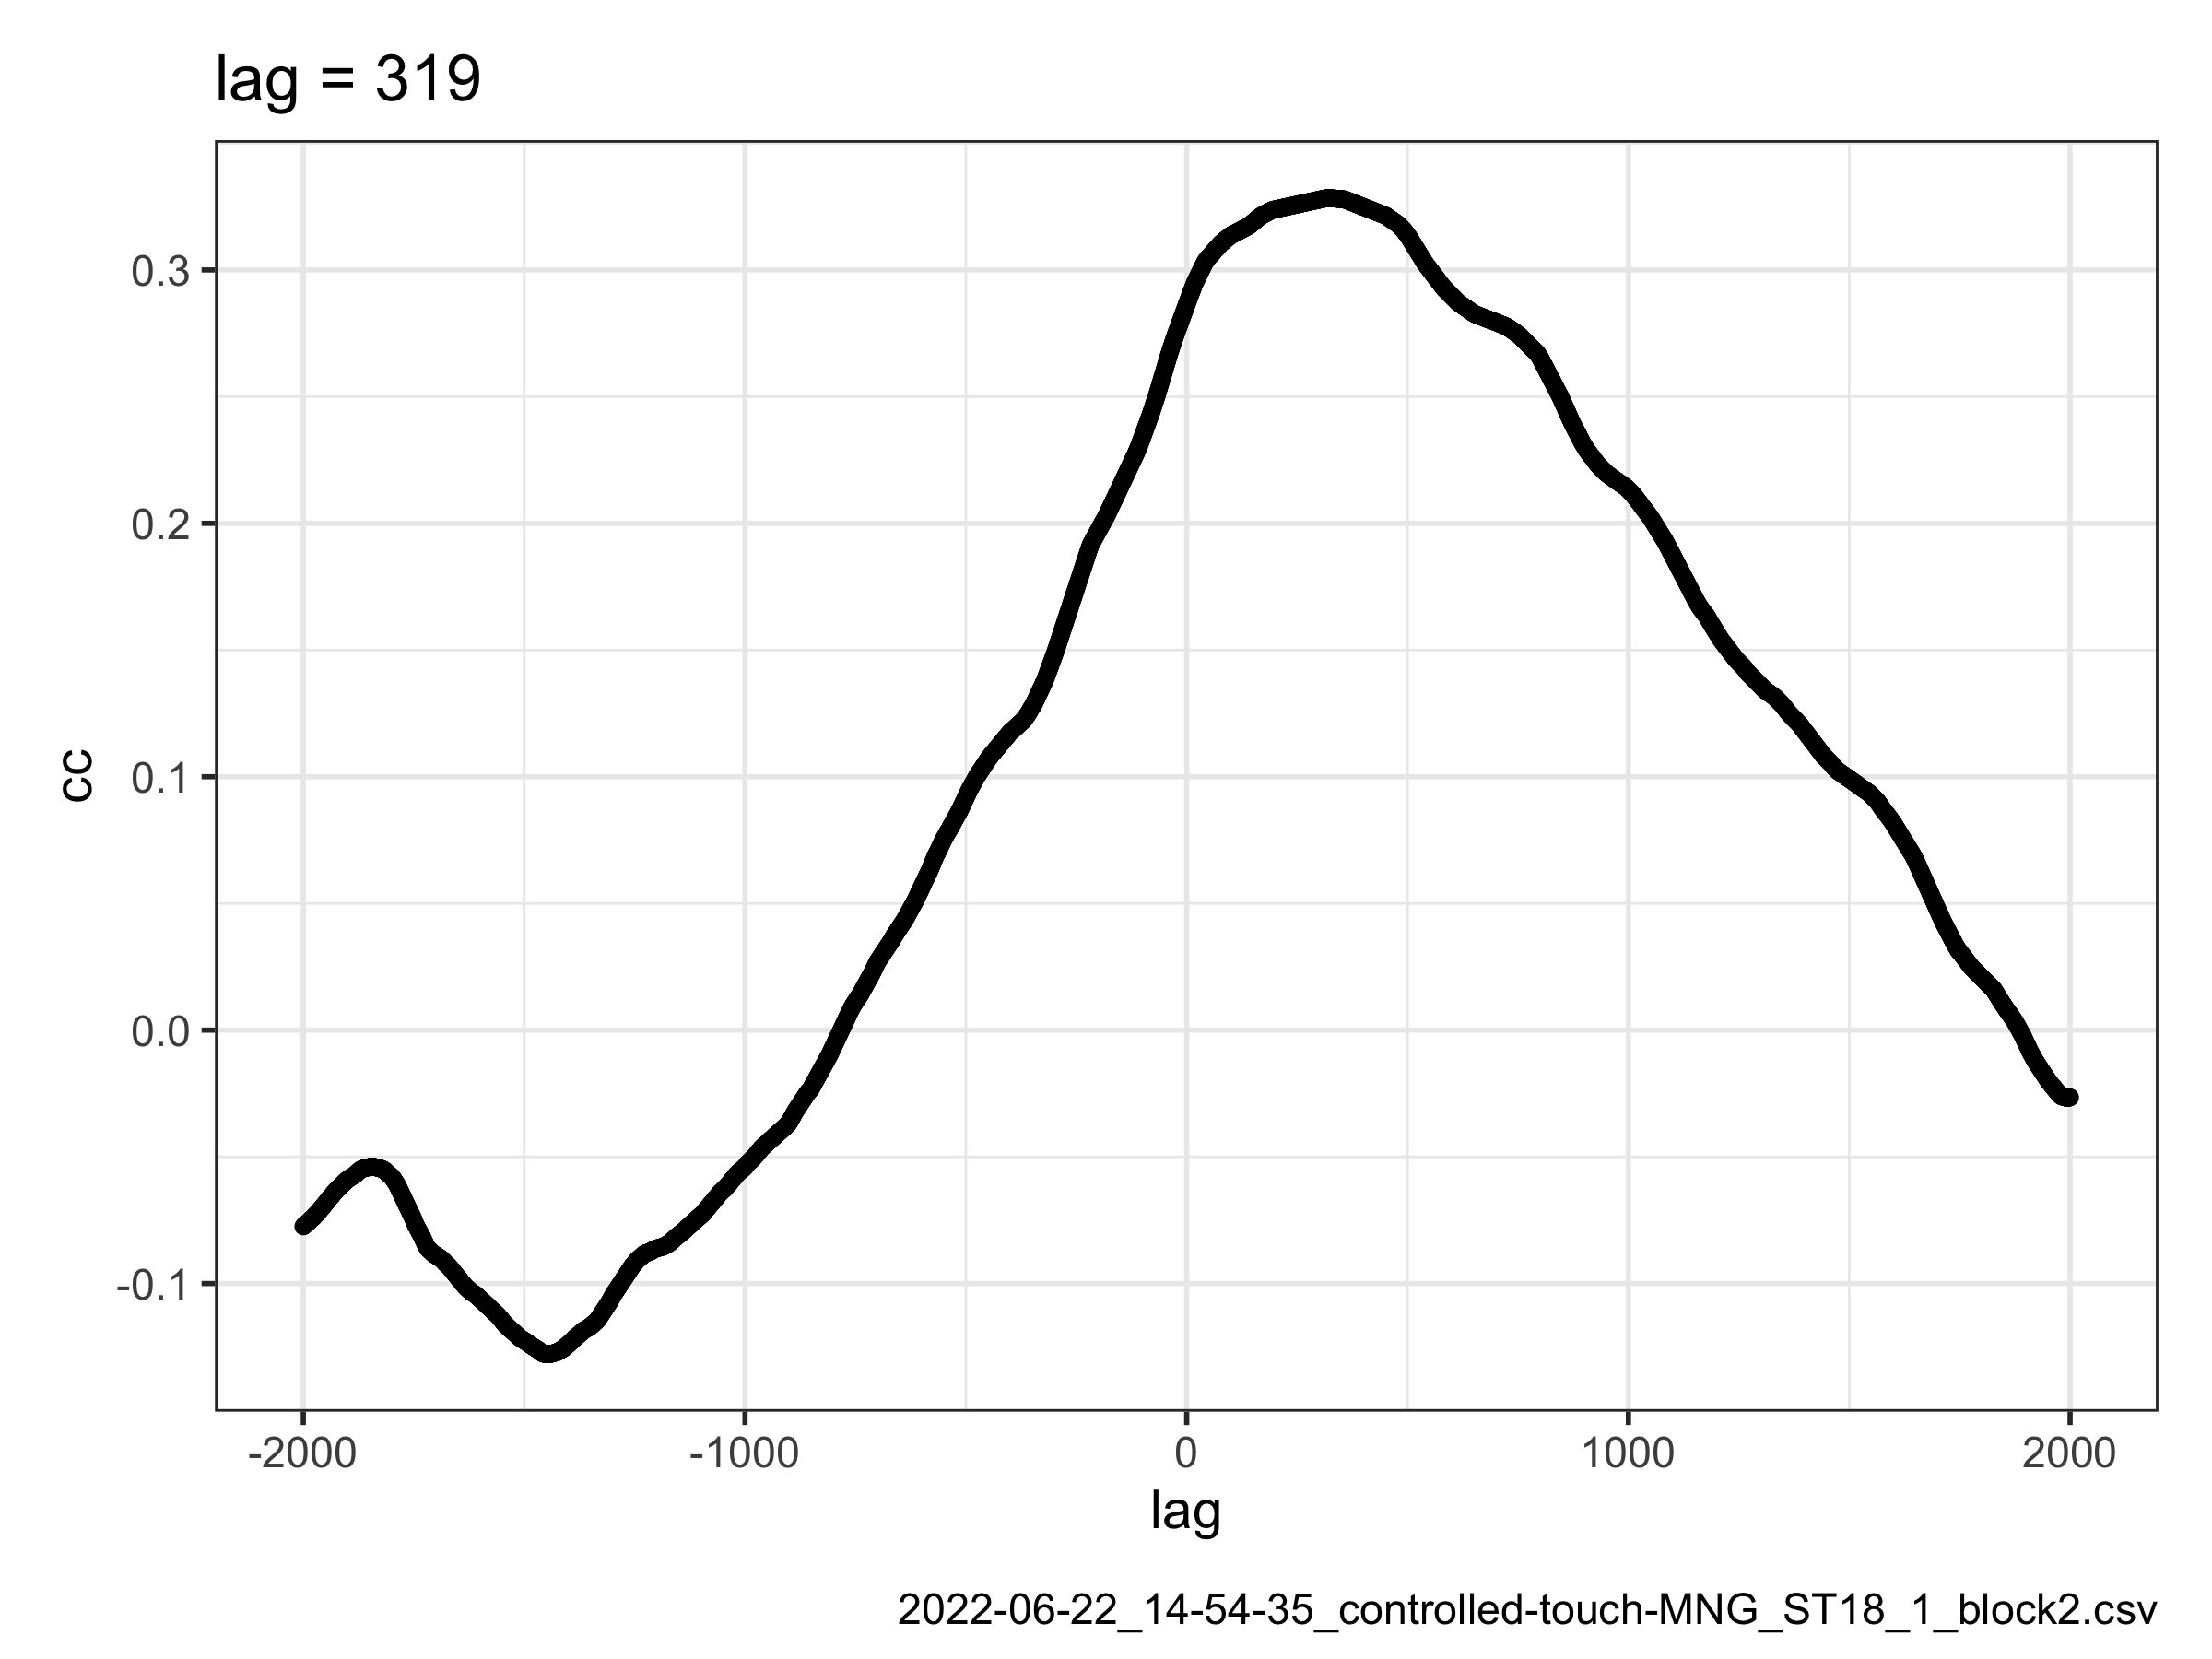 lag = 319
cc
0.3
0.2
0.1
0.0
-0.1
-2000
-1000
0
1000
2000
lag
2022-06-22_14-54-35_controlled-touch-MNG_ST18_1_block2.csv